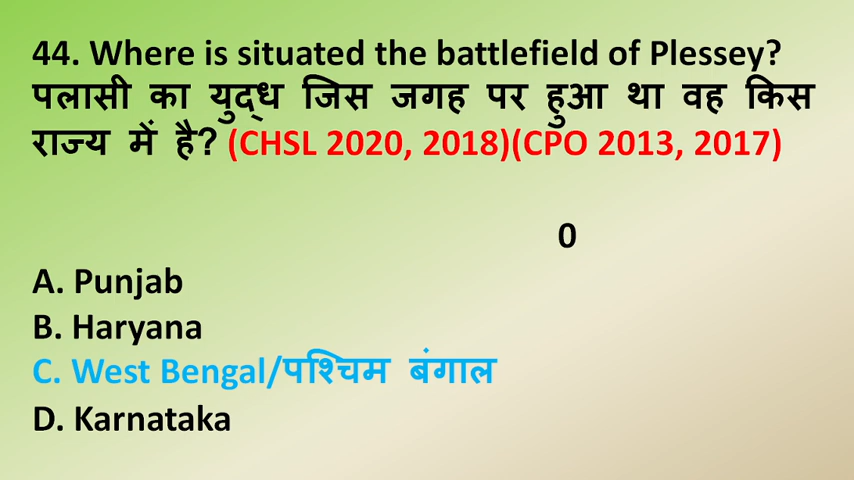 44. Where is situated the battlefield of Plessey?
पलासी का युद्ध जिस जगह पर हुआ था वह किस
राज्य में है? (CHSL 2020, 2018)(CPO 2013, 2017)
0
A. Punjab
B. Haryana
C. West Bengal/पश्चिम बंगाल
D. Karnataka